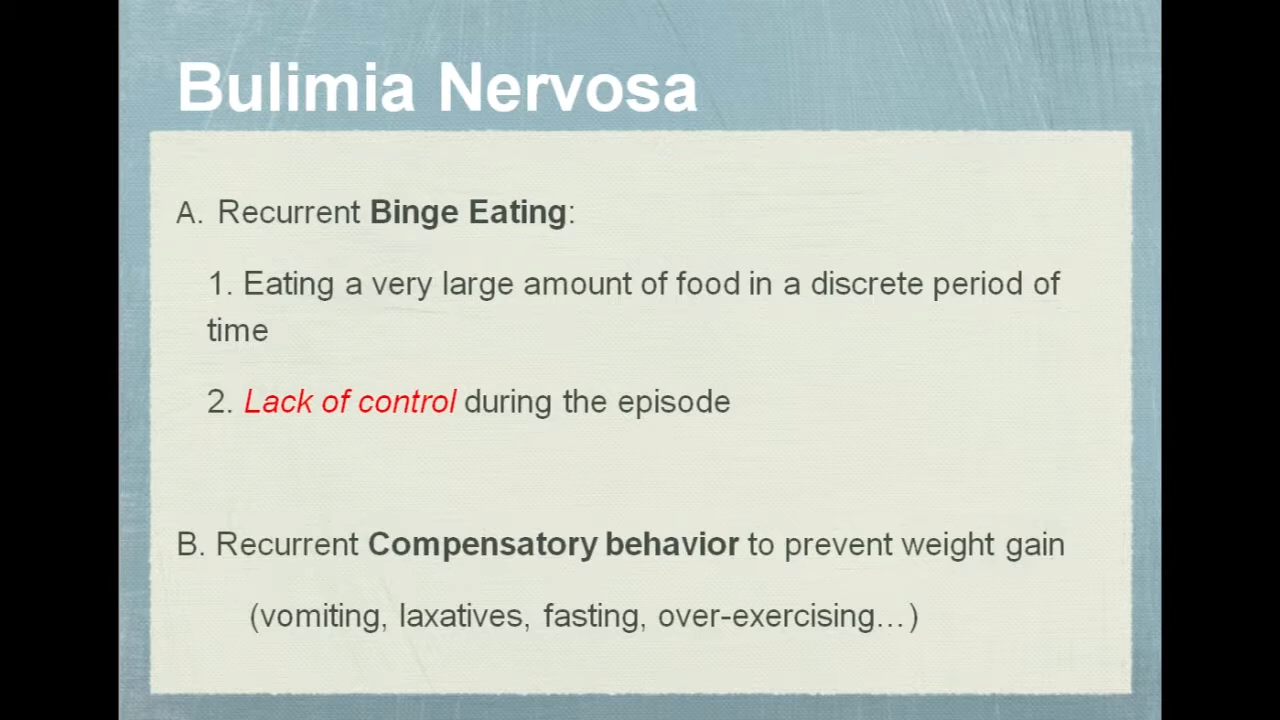 Bulimia Nervosa
A. Recurrent Binge Eating:
1. Eating a very large amount of food in a discrete period of
time
2. Lack of control during the episode
B. Recurrent Compensatory behavior to prevent weight gain
(vomiting, laxatives, fasting, over-exercising…)